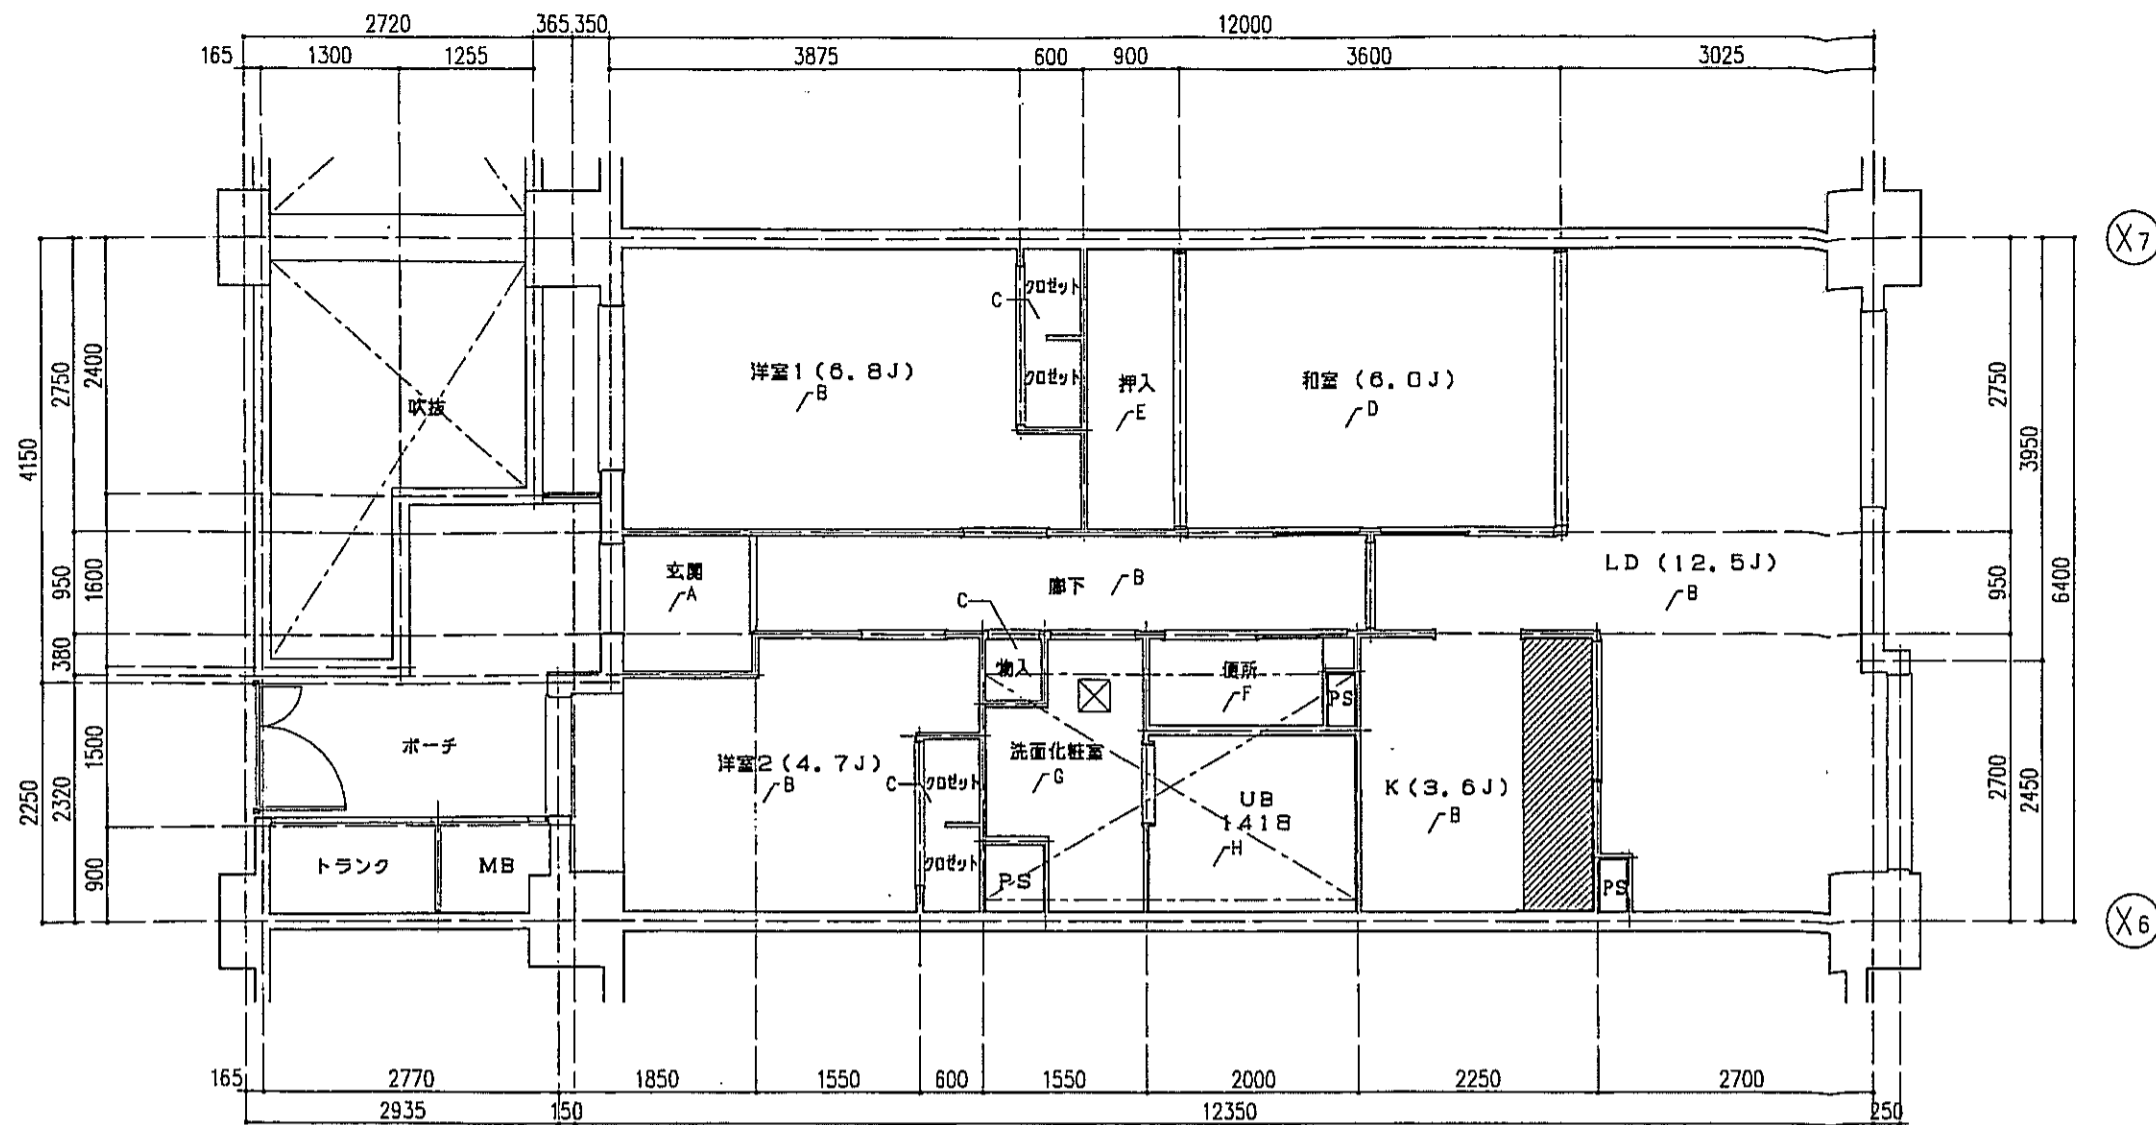 2720
365 350
12000
165
1300
1255
3875
600
900
3600
3025
X7
4150
2750
2400
950
1600
380
2250
2320
1500
900
吹抜
洋室1 (6.8J)
B
C
クロゼット
クロゼット
押入
E
和室 (6.0J)
D
2750
3950
6400
950
2700
2450
玄関
A
廊下
B
LD (12.5J)
B
C
物入
便所
F
PS
ポーチ
洋室2 (4.7J)
B
C
クロゼット
クロゼット
洗面化粧室
G
UB
1418
H
K (3.6J)
B
トランク
MB
PS
PS
X6
165
2770
1850
1550
600
1550
2000
2250
2700
2935
150
12350
250